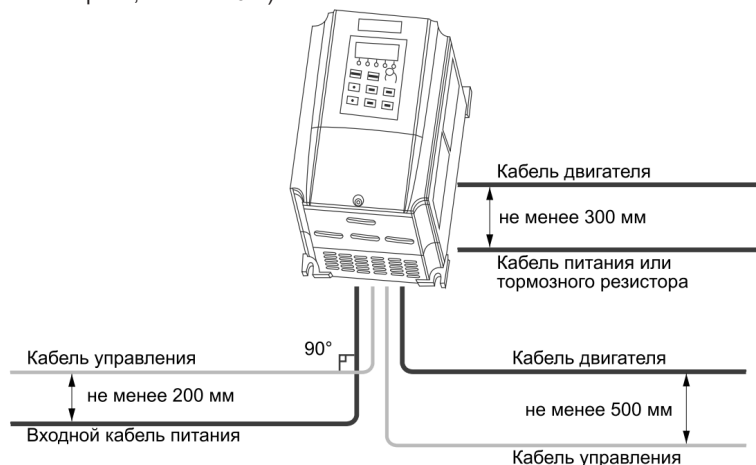 Кабель двигателя
не менее 300 мм
Кабель питания или
тормозного резистора
90°
Кабель управления
не менее 200 мм
Входной кабель питания
Кабель двигателя
не менее 500 мм
Кабель управления